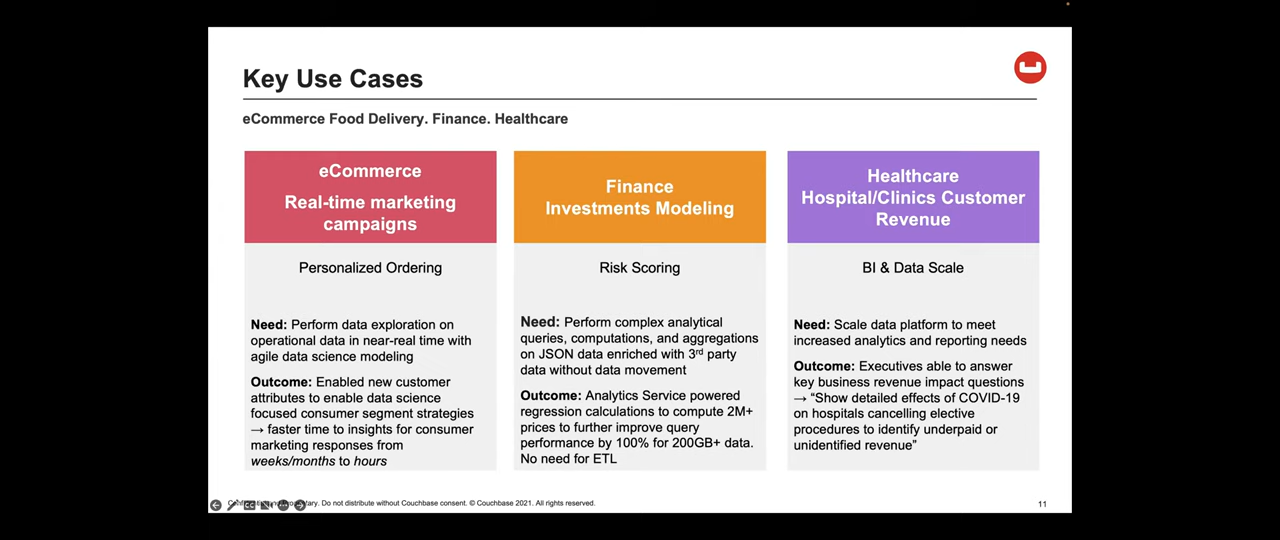 Key Use Cases
eCommerce Food Delivery. Finance. Healthcare
eCommerce
Real-time marketing
campaigns
Personalized Ordering
Need: Perform data exploration on
operational data in near-real time with
agile data science modeling
Outcome: Enabled new customer
attributes to enable data science
focused consumer segment strategies
→ faster time to insights for consumer
marketing responses from
weeks/months to hours
Finance
Investments Modeling
Risk Scoring
Need: Perform complex analytical
queries, computations, and aggregations
on JSON data enriched with 3rd party
data without data movement
Outcome: Analytics Service powered
regression calculations to compute 2M+
prices to further improve query
performance by 100% for 200GB+ data.
No need for ETL
Healthcare
Hospital/Clinics Customer
Revenue
BI & Data Scale
Need: Scale data platform to meet
increased analytics and reporting needs
Outcome: Executives able to answer
key business revenue impact questions
→ “Show detailed effects of COVID-19
on hospitals cancelling elective
procedures to identify underpaid or
unidentified revenue”
Do not distribute without Couchbase consent. © Couchbase 2021. All rights reserved.
11